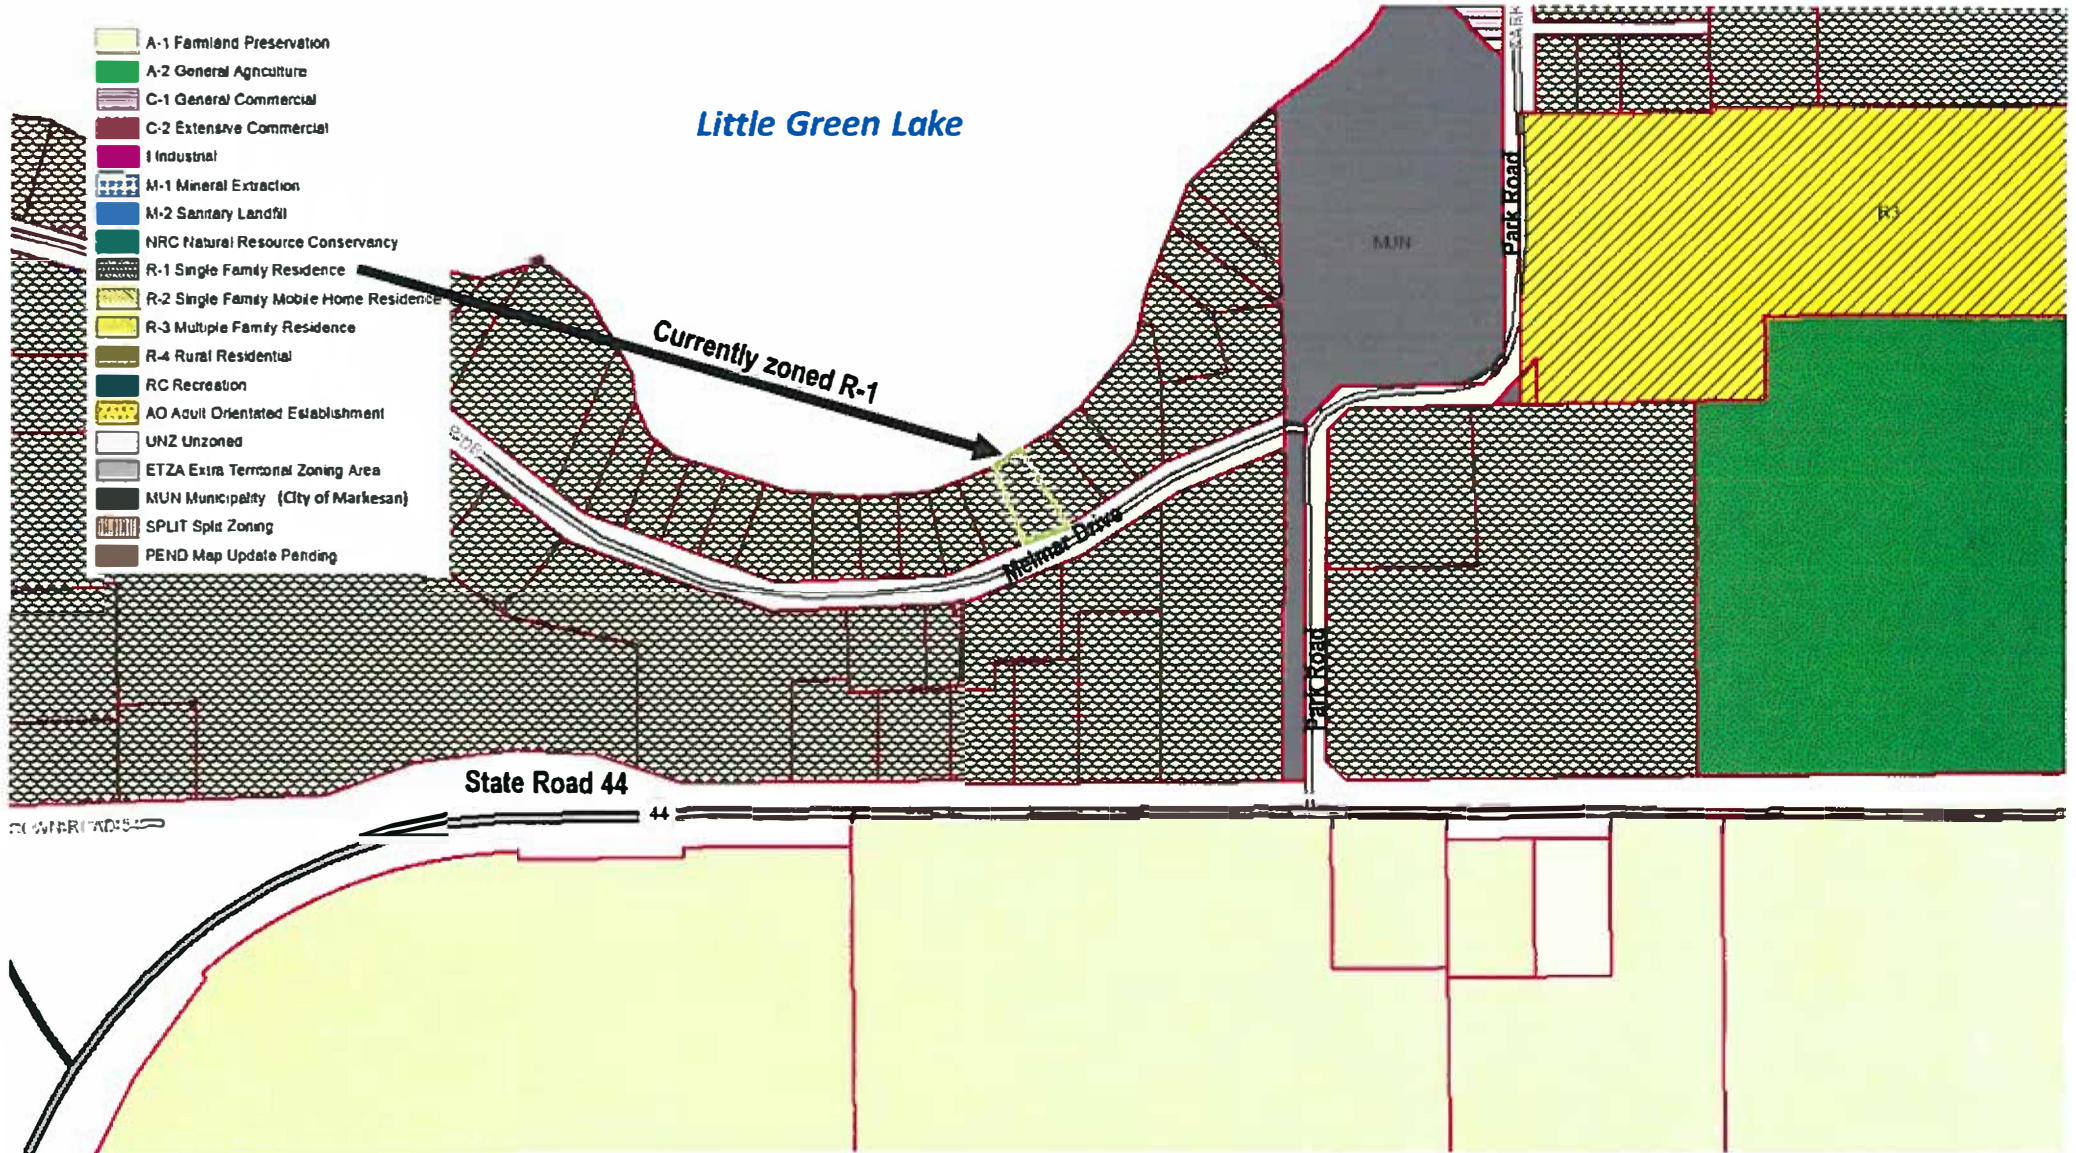 A-1 Farmland Preservation
A-2 General Agriculture
C-1 General Commercial
C-2 Extensive Commercial
I Industrial
M-1 Mineral Extraction
M-2 Sanitary Landfill
NRC Natural Resource Conservancy
R-1 Single Family Residence
R-2 Single Family Mobile Home Residence
R-3 Multiple Family Residence
R-4 Rural Residential
RC Recreation
AO Adult Orientated Establishment
UNZ Unzoned
ETZA Extra Territorial Zoning Area
MUN Municipality (City of Markesan)
SPLIT Split Zoning
PEND Map Update Pending
Little Green Lake
Currently zoned R-1
MUN
PARK
Park Road
R3
Melmar Drive
Park Road
State Road 44
44